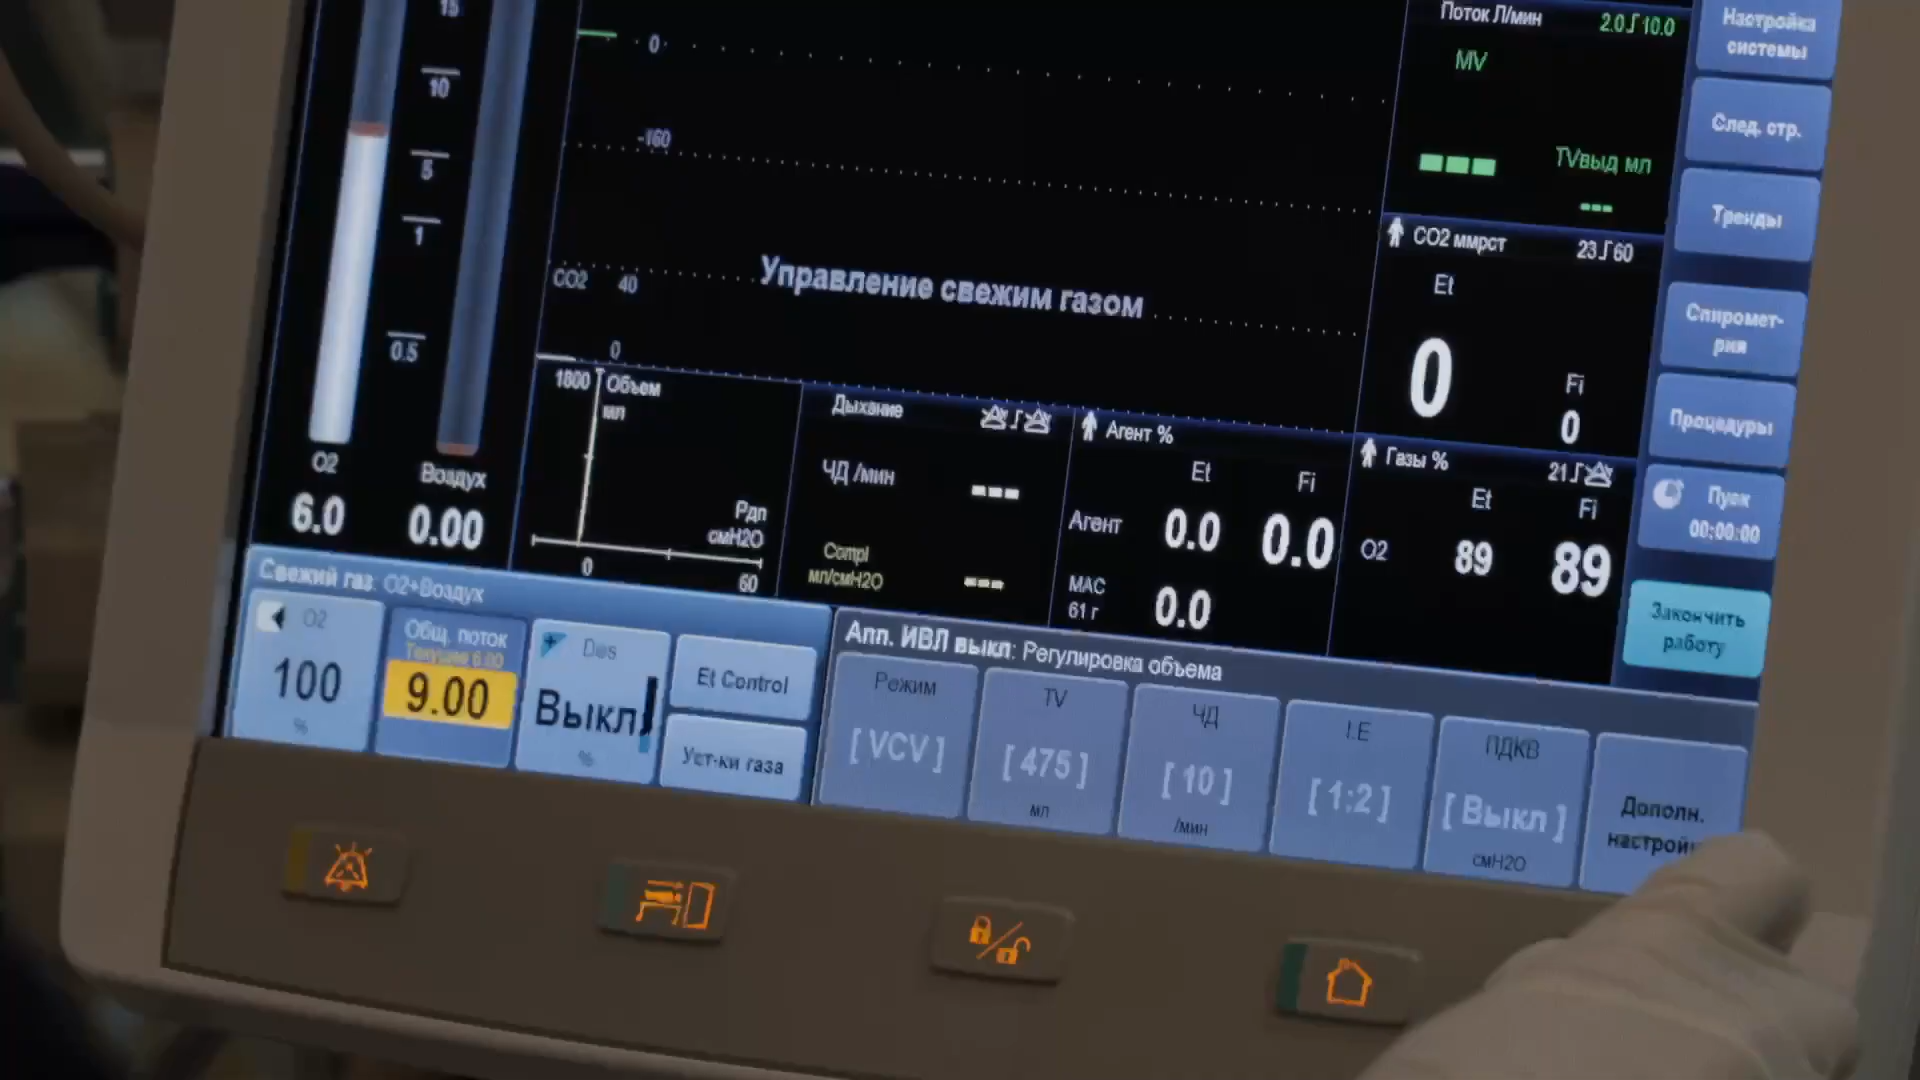 15
10
5
1
0.5
O2
Воздух
6.0
0.00
0
-160
CO2
40
0
Управление свежим газом
1800
Объем
мл
Рдп
смH2O
0
60
Дыхание
ЧД /мин
---
Compl
мл/смH2O
---
Агент %
Et
Fi
Агент
0.0
0.0
MAC
61 г
0.0
Поток Л/мин
2.0
10.0
MV
---
TVвыд мл
---
CO2 ммрст
23
60
Et
0
Fi
0
Газы %
21
Et
Fi
O2
89
89
Настройка
системы
След. стр.
Тренды
Спиромет-
рия
Процедуры
Пуск
00:00:00
Закончить
работу
Свежий газ: O2+Воздух
O2
100
%
Общ. поток
Текущие 6.00
9.00
Des
Выкл
%
Et Control
Уст-ки газа
Апп. ИВЛ выкл: Регулировка объема
Режим
[ VCV ]
TV
[ 475 ]
мл
ЧД
[ 10 ]
/мин
I:E
[ 1:2 ]
ПДКВ
[ Выкл ]
смH2O
Дополн.